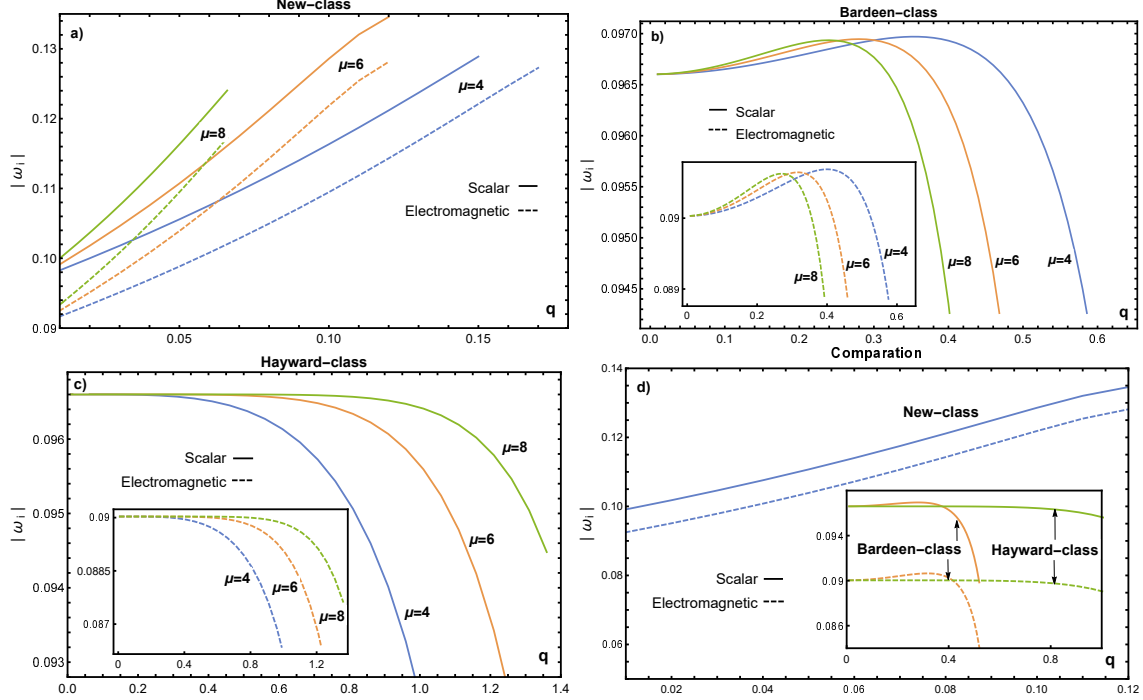 New−class
a)
0.13
0.12
0.11
0.10
0.09
| ω i |
μ=6
μ=4
μ=8
Scalar
Electromagnetic
q
0.05
0.10
0.15
Bardeen−class
b)
0.0970
0.0965
0.0960
0.0955
0.0950
0.0945
| ω i |
Scalar
Electromagnetic
0.09
0.089
μ=4
μ=6
μ=8
0
0.2
0.4
0.6
μ=8
μ=6
μ=4
q
0.0
0.1
0.2
0.3
0.4
0.5
0.6
Hayward−class
c)
0.096
0.095
0.094
0.093
| ω i |
Scalar
Electromagnetic
μ=8
μ=6
μ=4
0.09
0.0885
0.087
μ=4
μ=6
μ=8
0
0.4
0.8
1.2
q
0.0
0.2
0.4
0.6
0.8
1.0
1.2
1.4
Comparation
d)
0.14
0.12
0.10
0.08
0.06
| ω i |
New−class
Scalar
Electromagnetic
0.094
0.09
0.086
Bardeen−class
Hayward−class
0
0.4
0.8
q
0.02
0.04
0.06
0.08
0.10
0.12